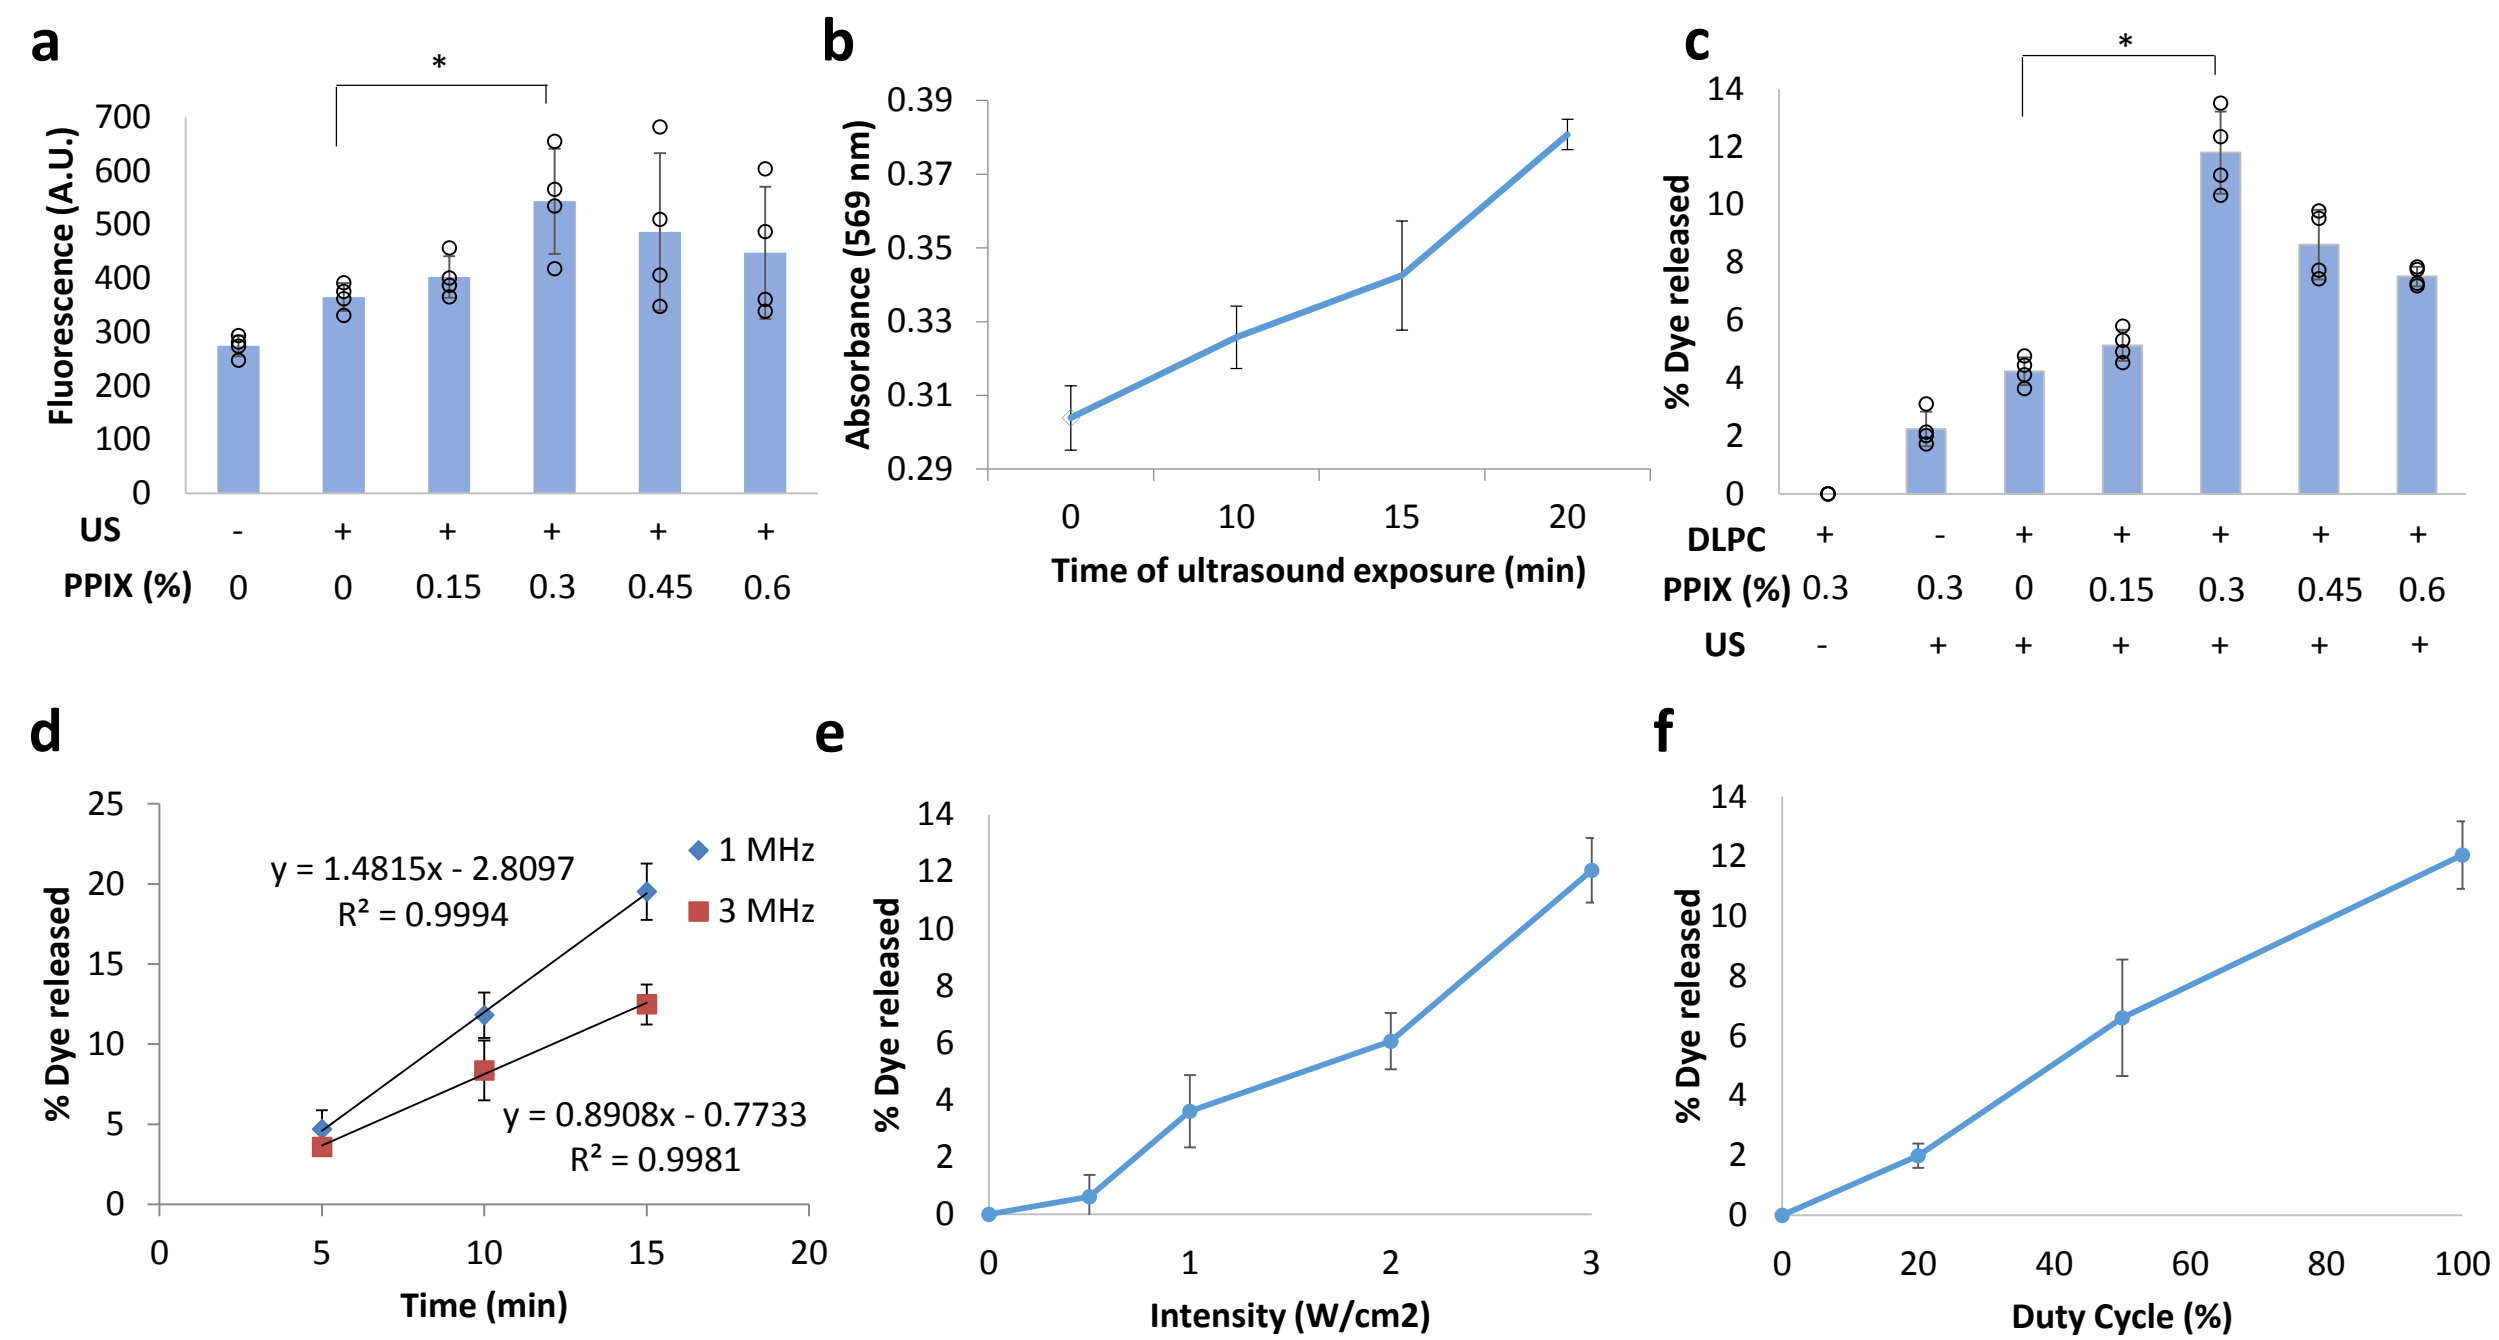 a
*
Fluorescence (A.U.)
700
600
500
400
300
200
100
0
US - + + + + +
PPIX (%) 0 0 0.15 0.3 0.45 0.6
b
Absorbance (569 nm)
0.39
0.37
0.35
0.33
0.31
0.29
0 10 15 20
Time of ultrasound exposure (min)
c
*
% Dye released
14
12
10
8
6
4
2
0
DLPC + - + + + + +
PPIX (%) 0.3 0.3 0 0.15 0.3 0.45 0.6
US - + + + + + +
d
% Dye released
25
20
15
10
5
0
y = 1.4815x - 2.8097
R² = 0.9994
1 MHz
3 MHz
y = 0.8908x - 0.7733
R² = 0.9981
0 5 10 15 20
Time (min)
e
% Dye released
14
12
10
8
6
4
2
0
0 1 2 3
Intensity (W/cm2)
f
% Dye released
14
12
10
8
6
4
2
0
0 20 40 60 80 100
Duty Cycle (%)